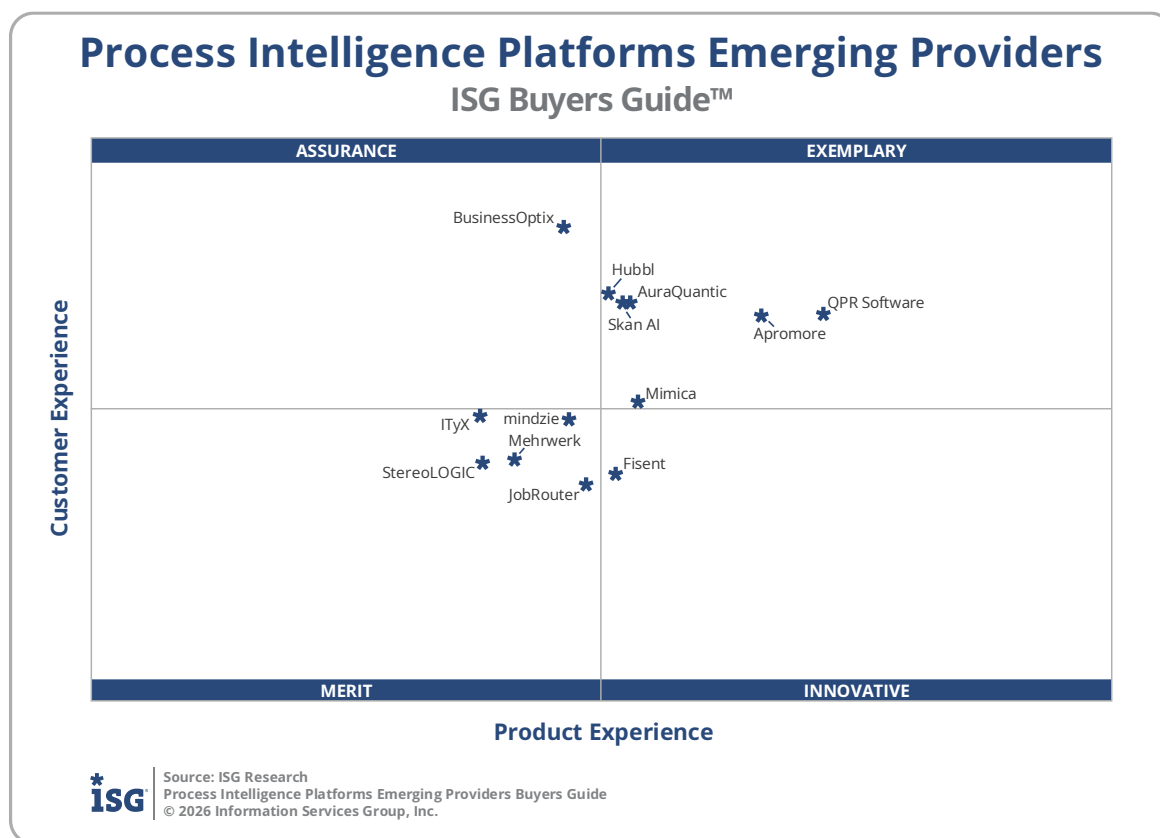 Process Intelligence Platforms Emerging Providers
ISG Buyers Guide™
ASSURANCE
EXEMPLARY
BusinessOptix
Hubbl
AuraQuantic
QPR Software
Skan AI
Apromore
Mimica
mindzie
ITyX
Mehrwerk
Fisent
StereoLOGIC
JobRouter
Customer Experience
MERIT
INNOVATIVE
Product Experience
ISG
Source: ISG Research
Process Intelligence Platforms Emerging Providers Buyers Guide
© 2026 Information Services Group, Inc.